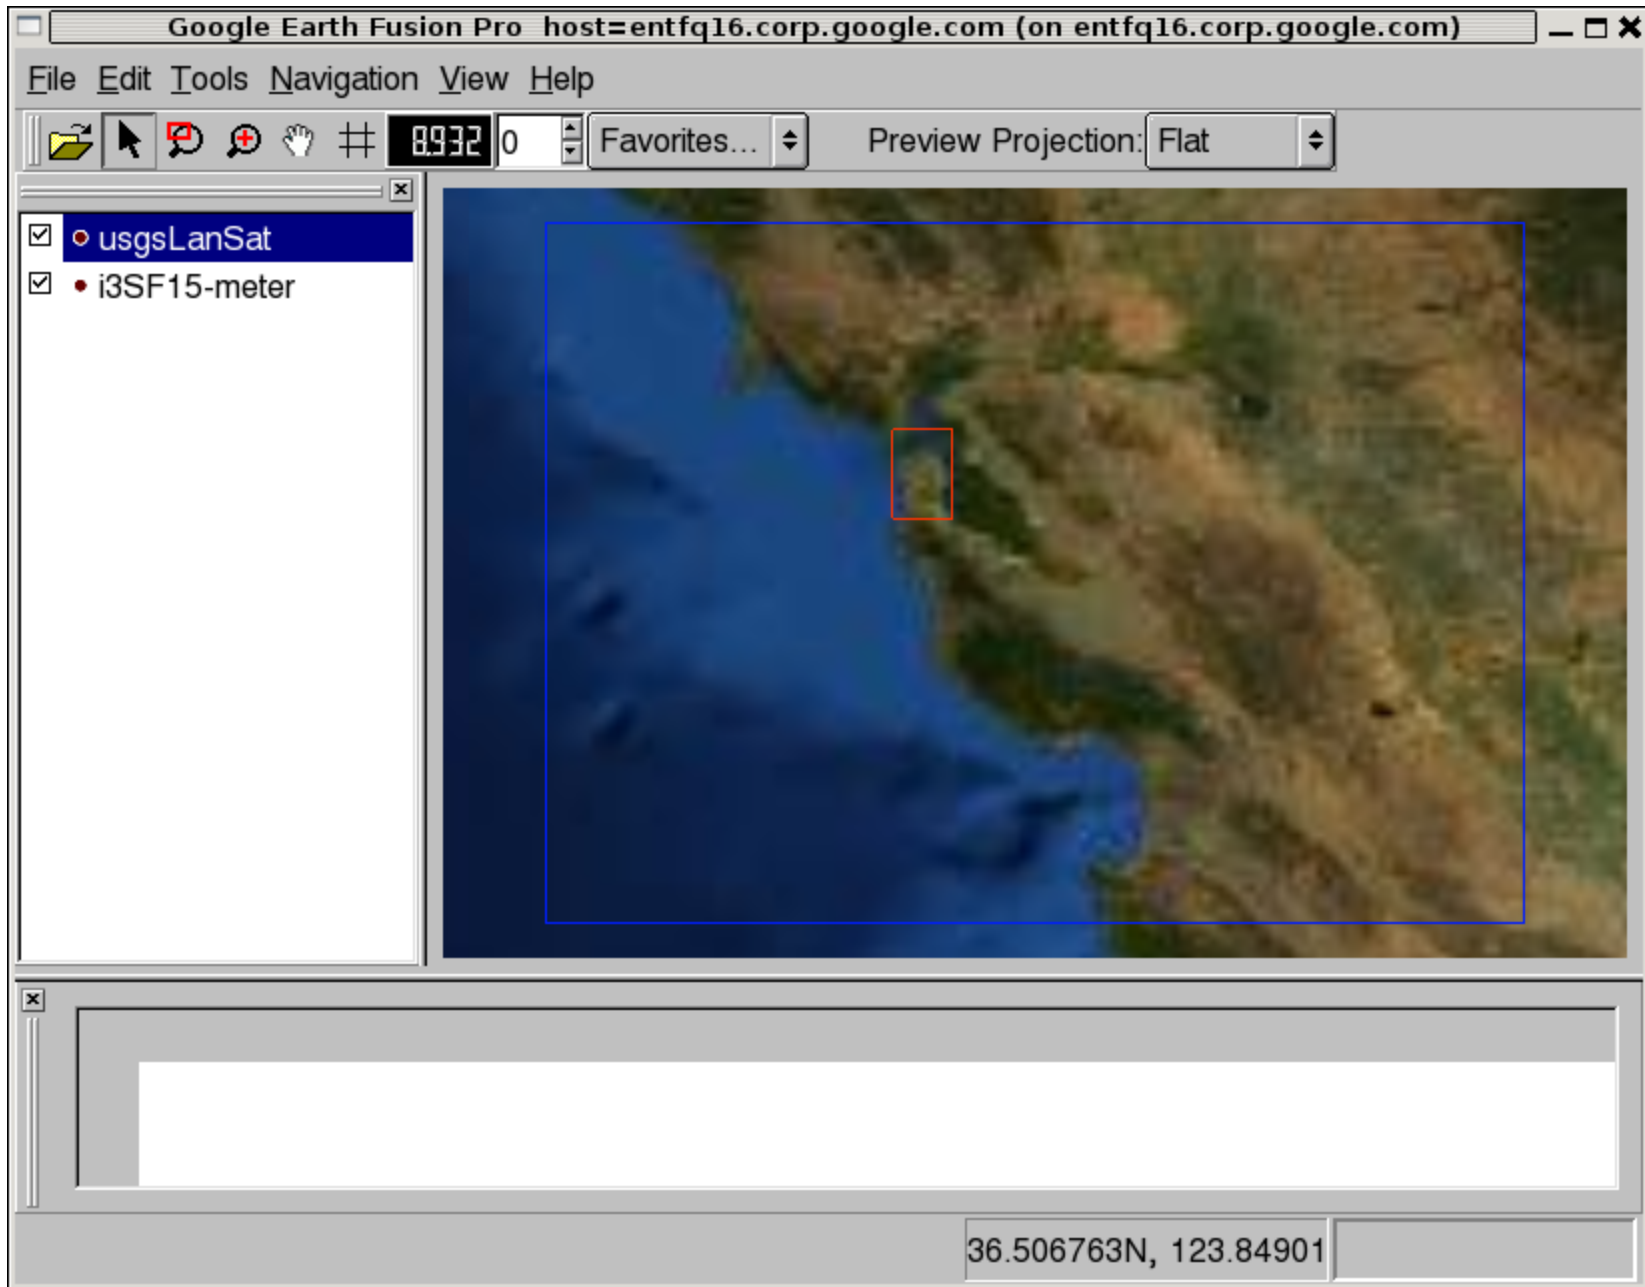 Google Earth Fusion Pro host=entfq16.corp.google.com (on entfq16.corp.google.com)
File Edit Tools Navigation View Help
8.932 0 Favorites... Preview Projection: Flat
usgsLanSat
i3SF15-meter
36.506763N, 123.84901